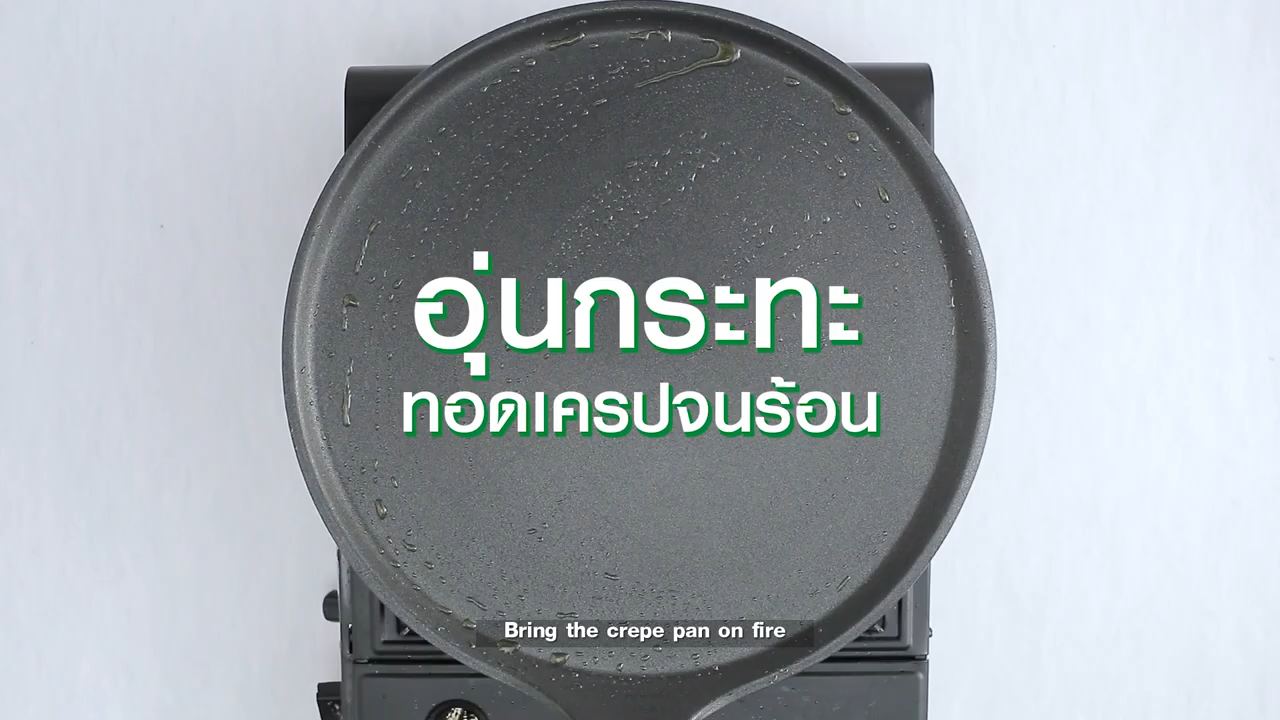 อุ่นกระทะ
ทอดเครปจนร้อน
Bring the crepe pan on fire